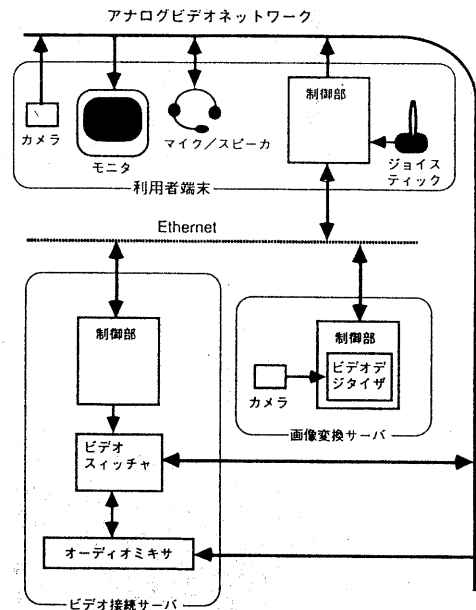 アナログビデオネットワーク
制御部
カメラ
モニタ
マイク/スピーカ
ジョイス
ティック
利用者端末
Ethernet
制御部
制御部
ビデオデ
ジタイザ
カメラ
画像変換サーバ
ビデオ
スィッチャ
オーディオミキサ
ビデオ接続サーバ